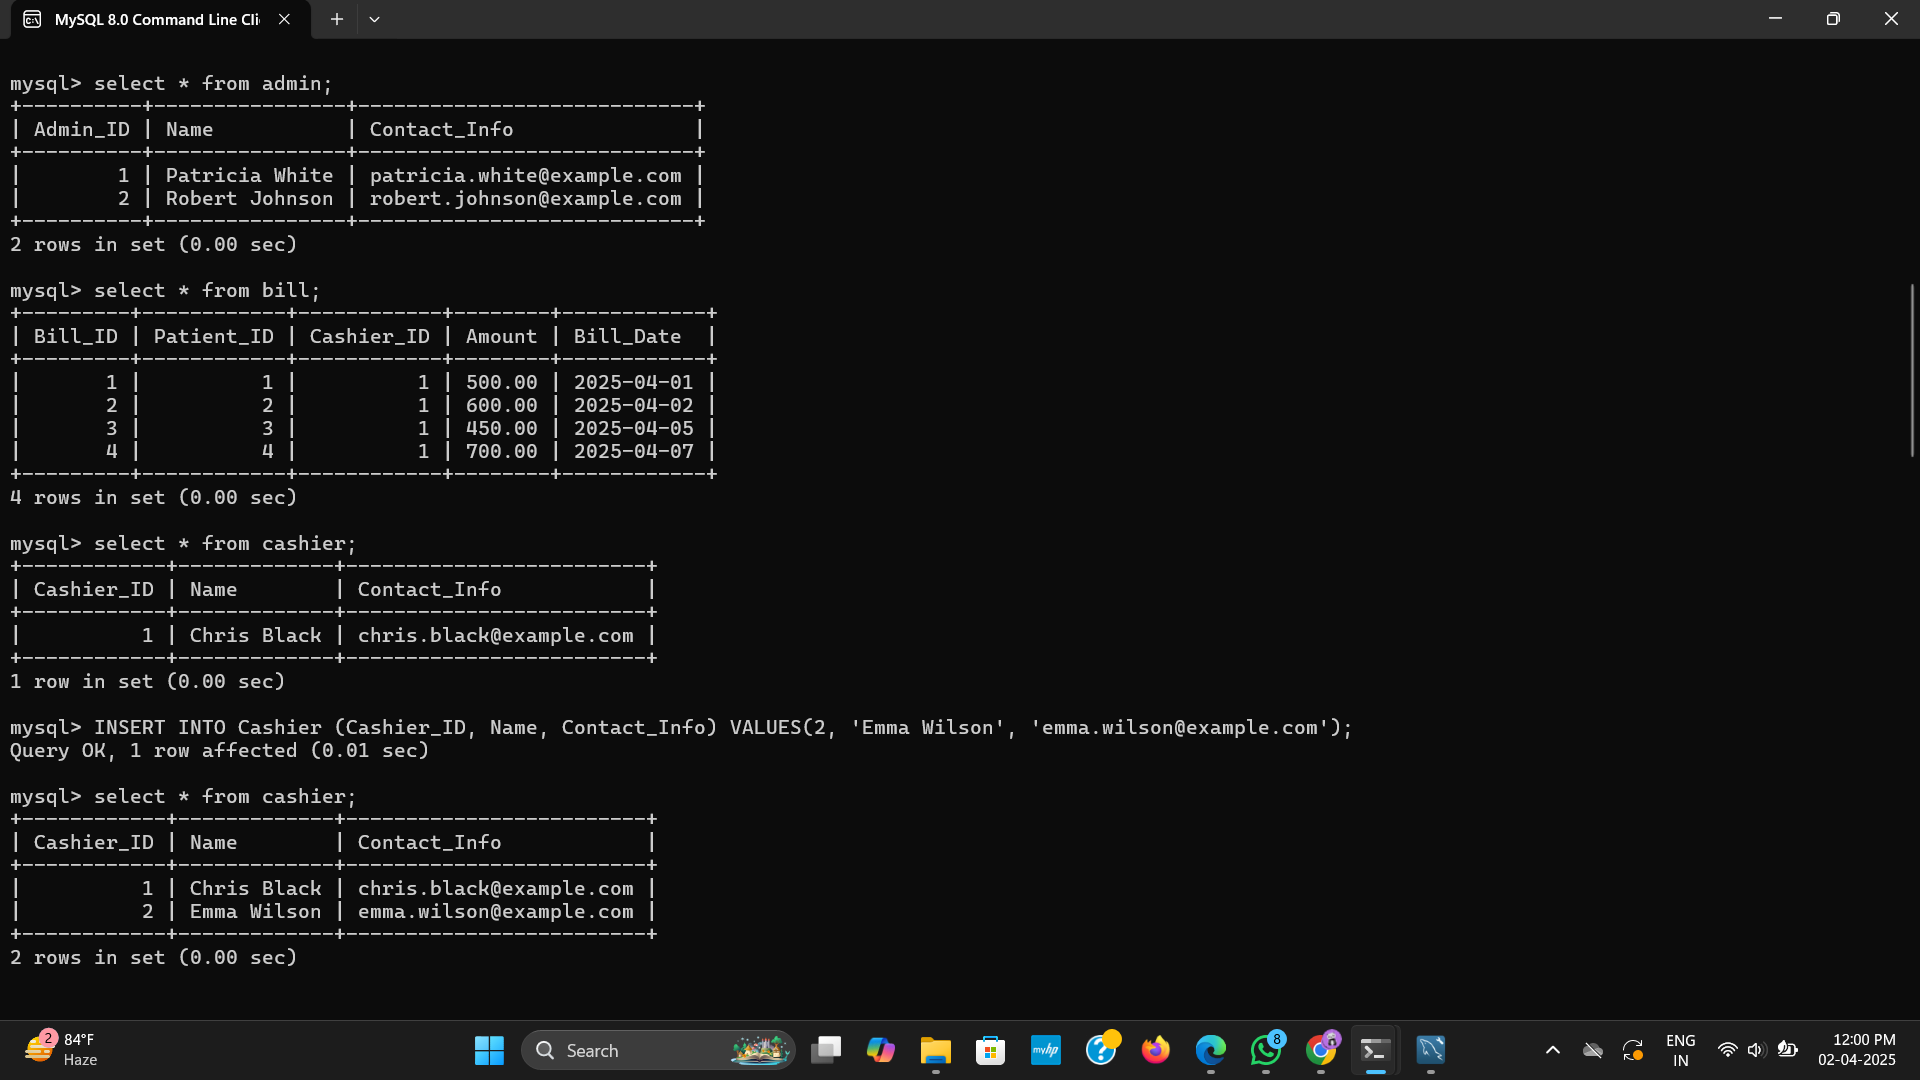 MySQL 8.0 Command Line Cli
mysql> select * from admin;
+----------+----------------+----------------------------+
| Admin_ID | Name           | Contact_Info               |
+----------+----------------+----------------------------+
|        1 | Patricia White | patricia.white@example.com |
|        2 | Robert Johnson | robert.johnson@example.com |
+----------+----------------+----------------------------+
2 rows in set (0.00 sec)
mysql> select * from bill;
+---------+------------+------------+--------+------------+
| Bill_ID | Patient_ID | Cashier_ID | Amount | Bill_Date  |
+---------+------------+------------+--------+------------+
|       1 |          1 |          1 | 500.00 | 2025-04-01 |
|       2 |          2 |          1 | 600.00 | 2025-04-02 |
|       3 |          3 |          1 | 450.00 | 2025-04-05 |
|       4 |          4 |          1 | 700.00 | 2025-04-07 |
+---------+------------+------------+--------+------------+
4 rows in set (0.00 sec)
mysql> select * from cashier;
+------------+-------------+-------------------------+
| Cashier_ID | Name        | Contact_Info            |
+------------+-------------+-------------------------+
|          1 | Chris Black | chris.black@example.com |
+------------+-------------+-------------------------+
1 row in set (0.00 sec)
mysql> INSERT INTO Cashier (Cashier_ID, Name, Contact_Info) VALUES(2, 'Emma Wilson', 'emma.wilson@example.com');
Query OK, 1 row affected (0.01 sec)
mysql> select * from cashier;
+------------+-------------+-------------------------+
| Cashier_ID | Name        | Contact_Info            |
+------------+-------------+-------------------------+
|          1 | Chris Black | chris.black@example.com |
|          2 | Emma Wilson | emma.wilson@example.com |
+------------+-------------+-------------------------+
2 rows in set (0.00 sec)
2
84°F
Haze
Search
myhp
8
ENG
IN
12:00 PM
02-04-2025